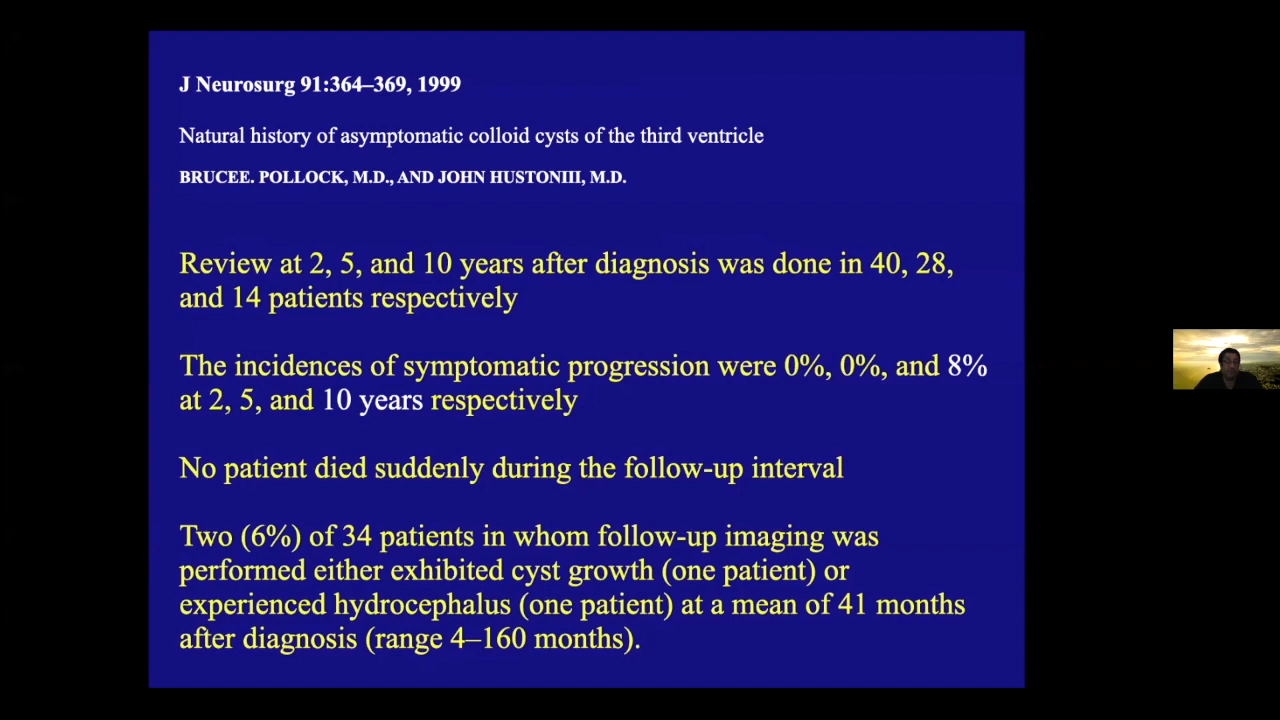 J Neurosurg 91:364–369, 1999
Natural history of asymptomatic colloid cysts of the third ventricle
BRUCEE. POLLOCK, M.D., AND JOHN HUSTONIII, M.D.
Review at 2, 5, and 10 years after diagnosis was done in 40, 28,
and 14 patients respectively
The incidences of symptomatic progression were 0%, 0%, and 8%
at 2, 5, and 10 years respectively
No patient died suddenly during the follow-up interval
Two (6%) of 34 patients in whom follow-up imaging was
performed either exhibited cyst growth (one patient) or
experienced hydrocephalus (one patient) at a mean of 41 months
after diagnosis (range 4–160 months).